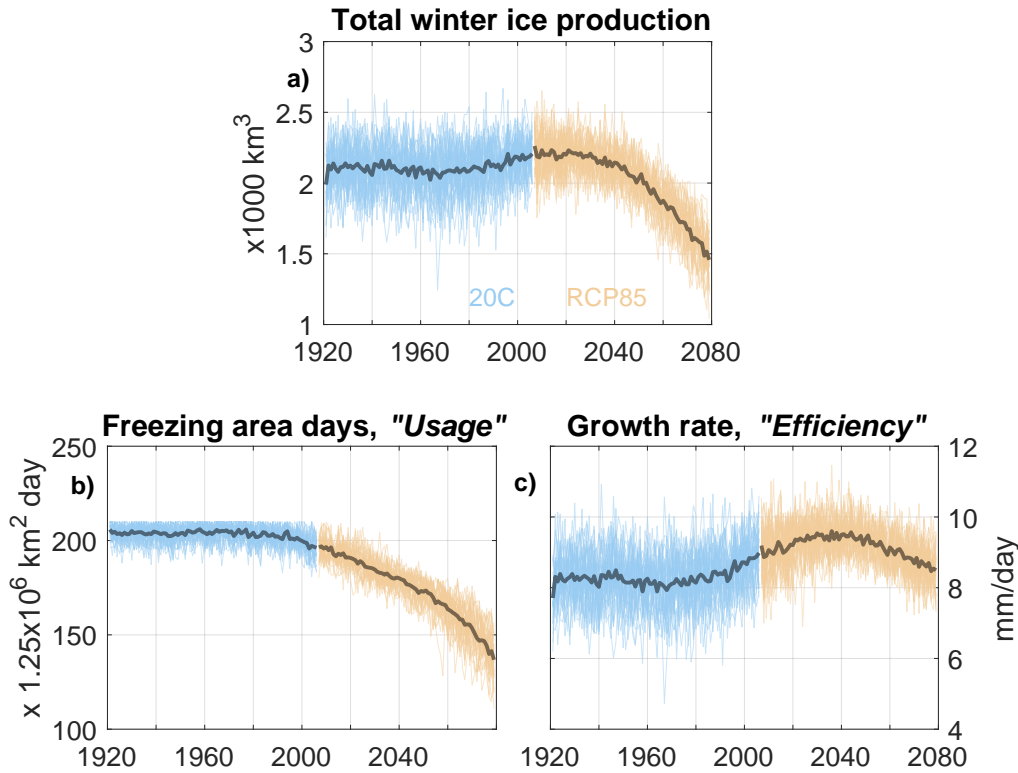 Total winter ice production
a)
x1000 km³
3
2.5
2
1.5
1
20C RCP85
1920 1960 2000 2040 2080
Freezing area days, "Usage"
b)
x 1.25x10⁶ km² day
250
200
150
100
1920 1960 2000 2040
Growth rate, "Efficiency"
c)
12
10
8
6
4
mm/day
1920 1960 2000 2040 2080